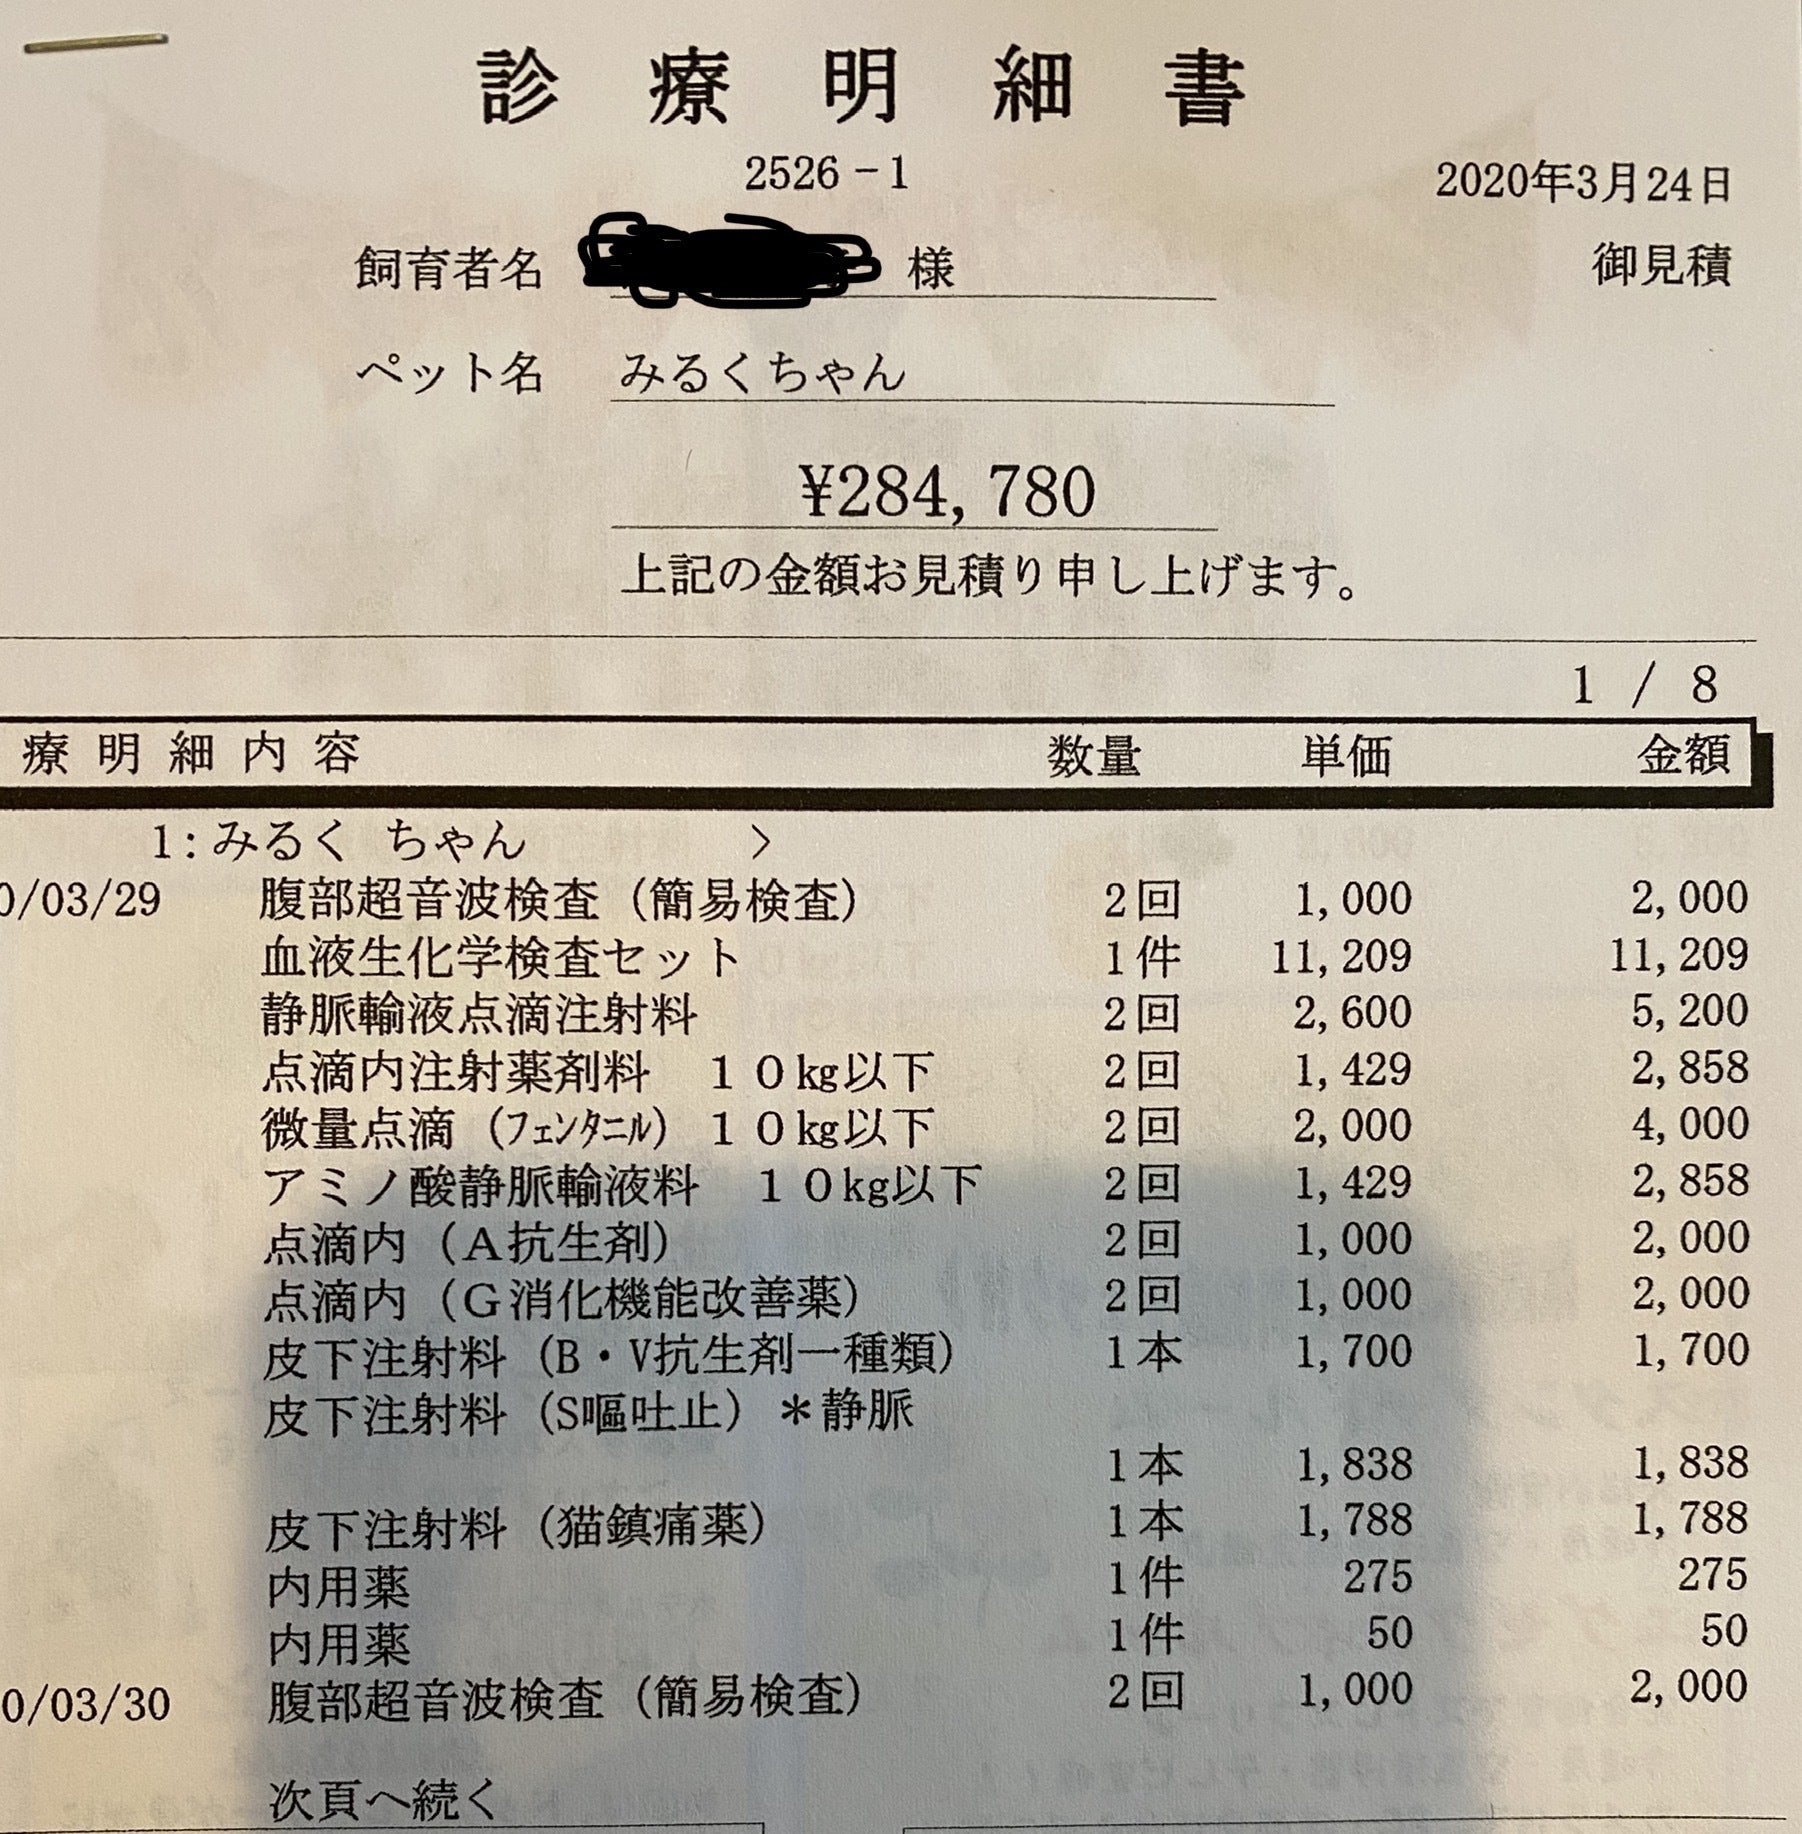 診療明細書
2526-1
2020年3月24日
飼育者名 様
御見積
ペット名 みるくちゃん
¥284,780
上記の金額お見積り申し上げます。
1 / 8
療明細内容 数量 単価 金額
1:みるく ちゃん >
0/03/29 腹部超音波検査(簡易検査) 2回 1,000 2,000
血液生化学検査セット 1件 11,209 11,209
静脈輸液点滴注射料 2回 2,600 5,200
点滴内注射薬剤料 10kg以下 2回 1,429 2,858
微量点滴(フェンタニル) 10kg以下 2回 2,000 4,000
アミノ酸静脈輸液料 10kg以下 2回 1,429 2,858
点滴内(A抗生剤) 2回 1,000 2,000
点滴内(G消化機能改善薬) 2回 1,000 2,000
皮下注射料(B・V抗生剤一種類) 1本 1,700 1,700
皮下注射料(S嘔吐止)*静脈
1本 1,838 1,838
皮下注射料(猫鎮痛薬) 1本 1,788 1,788
内用薬 1件 275 275
内用薬 1件 50 50
0/03/30 腹部超音波検査(簡易検査) 2回 1,000 2,000
次頁へ続く